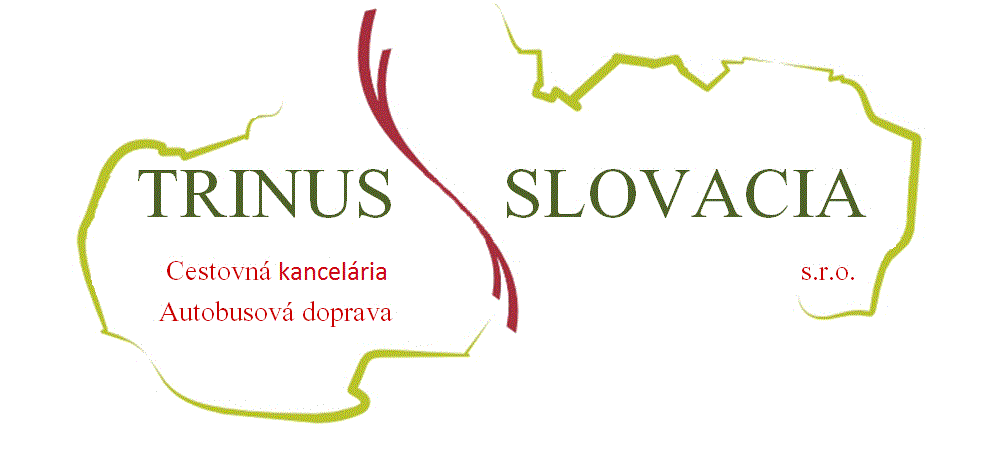 TRINUS SLOVACIA
Cestovná kancelária
s.r.o.
Autobusová doprava